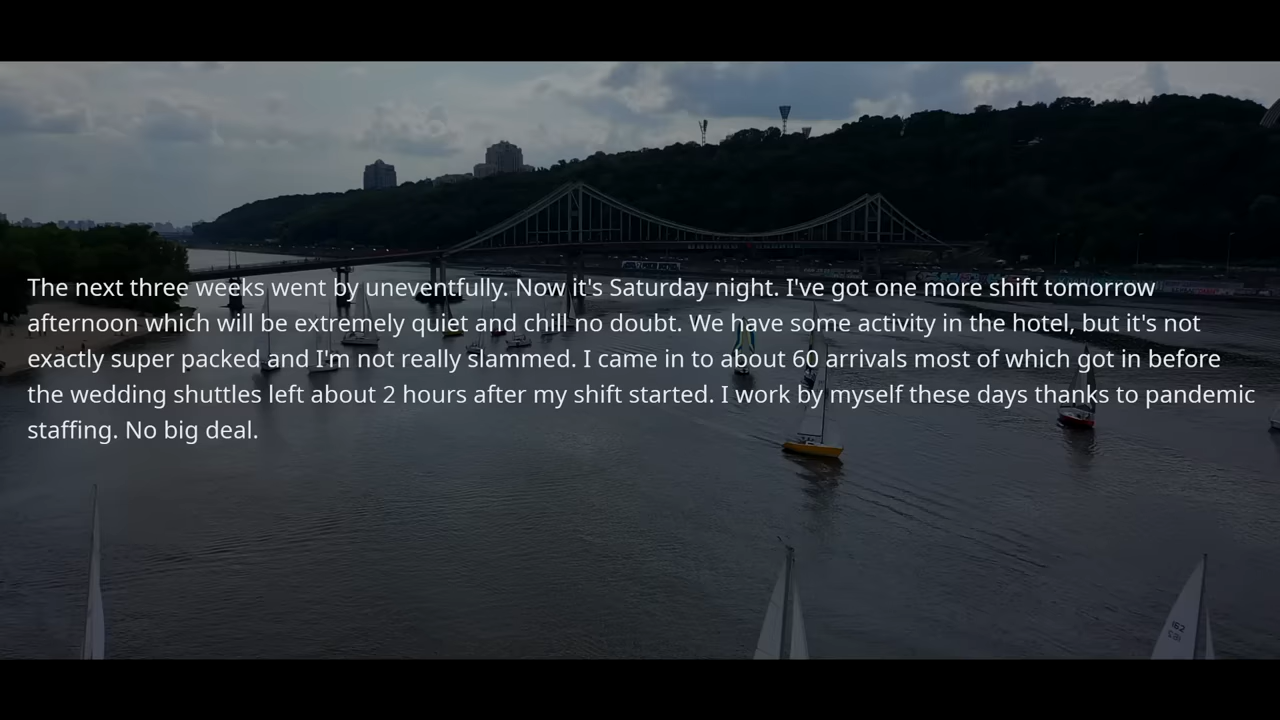 The next three weeks went by uneventfully. Now it's Saturday night. I've got one more shift tomorrow
afternoon which will be extremely quiet and chill no doubt. We have some activity in the hotel, but it's not
exactly super packed and I'm not really slammed. I came in to about 60 arrivals most of which got in before
the wedding shuttles left about 2 hours after my shift started. I work by myself these days thanks to pandemic
staffing. No big deal.
162